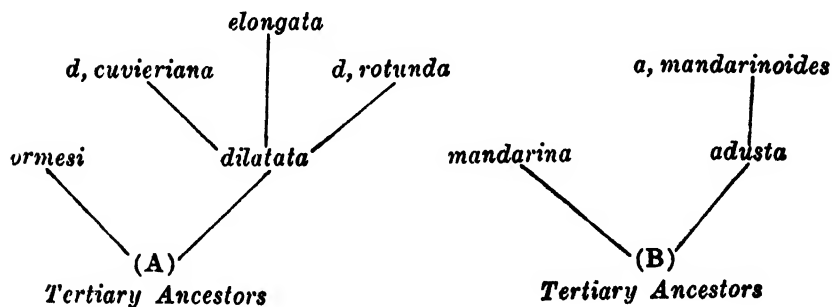 elongata
d, cuvieriana d, rotunda a, mandarinoides
vrmesi dilatata mandarina adusta
(A) (B)
Tertiary Ancestors Tertiary Ancestors